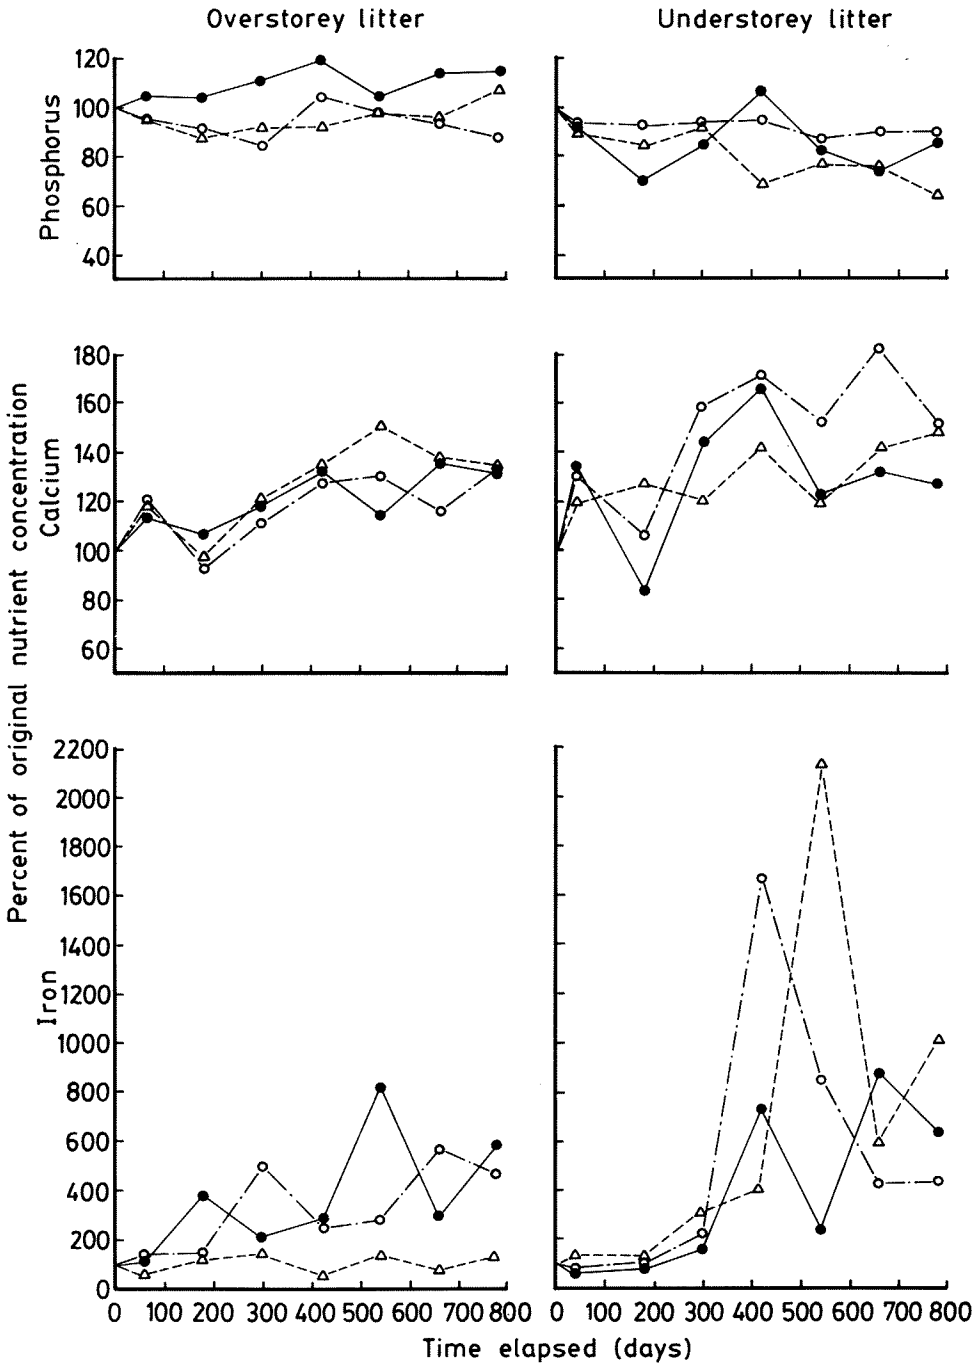 Overstorey litter
Understorey litter
Percent of original nutrient concentration
Phosphorus
120
100
80
60
40
Calcium
180
160
140
120
100
80
60
Iron
2200
2000
1800
1600
1400
1200
1000
800
600
400
200
0
0 100 200 300 400 500 600 700 800
0 100 200 300 400 500 600 700 800
Time elapsed (days)